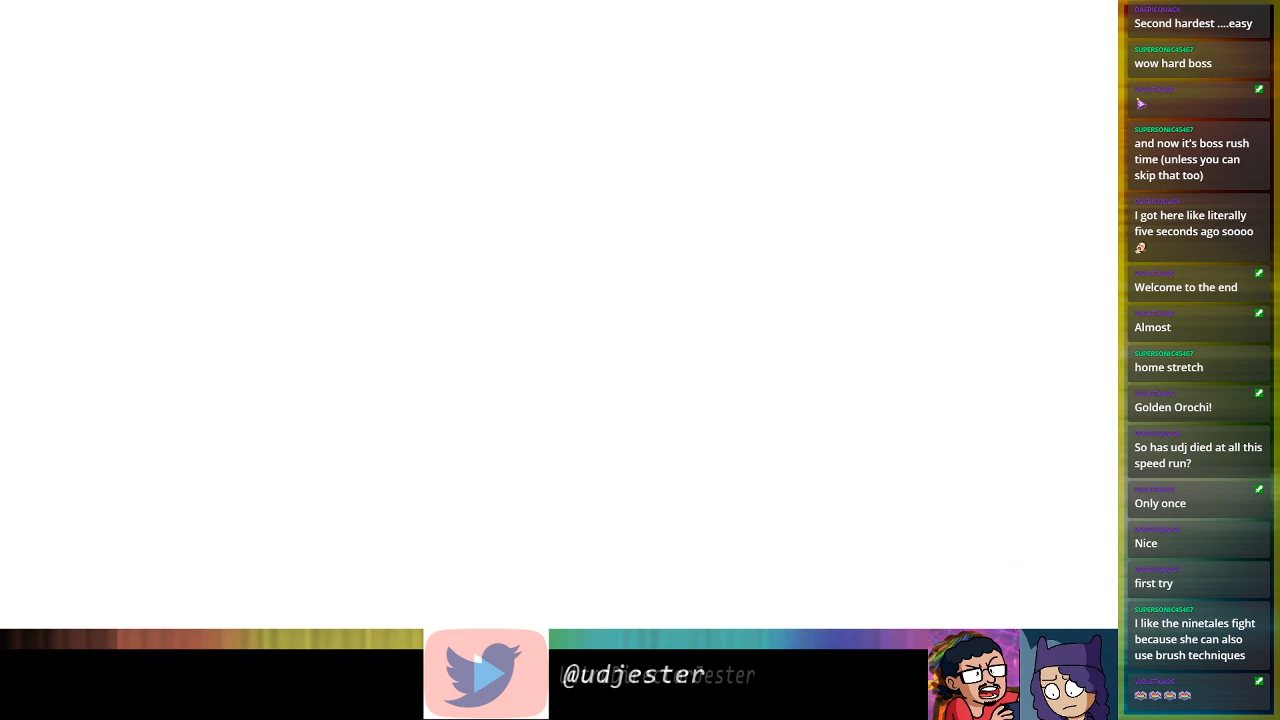 DAEPICQUACK
Second hardest ....easy
SUPERSONIC45467
wow hard boss
SUPERSONIC45467
and now it's boss rush
time (unless you can
skip that too)
DAEPICQUACK
I got here like literally
five seconds ago soooo
Welcome to the end
Almost
SUPERSONIC45467
home stretch
Golden Orochi!
So has udj died at all this
speed run?
Only once
Nice
first try
SUPERSONIC45467
I like the ninetales fight
because she can also
use brush techniques
VIOLETKAOS
@udjester